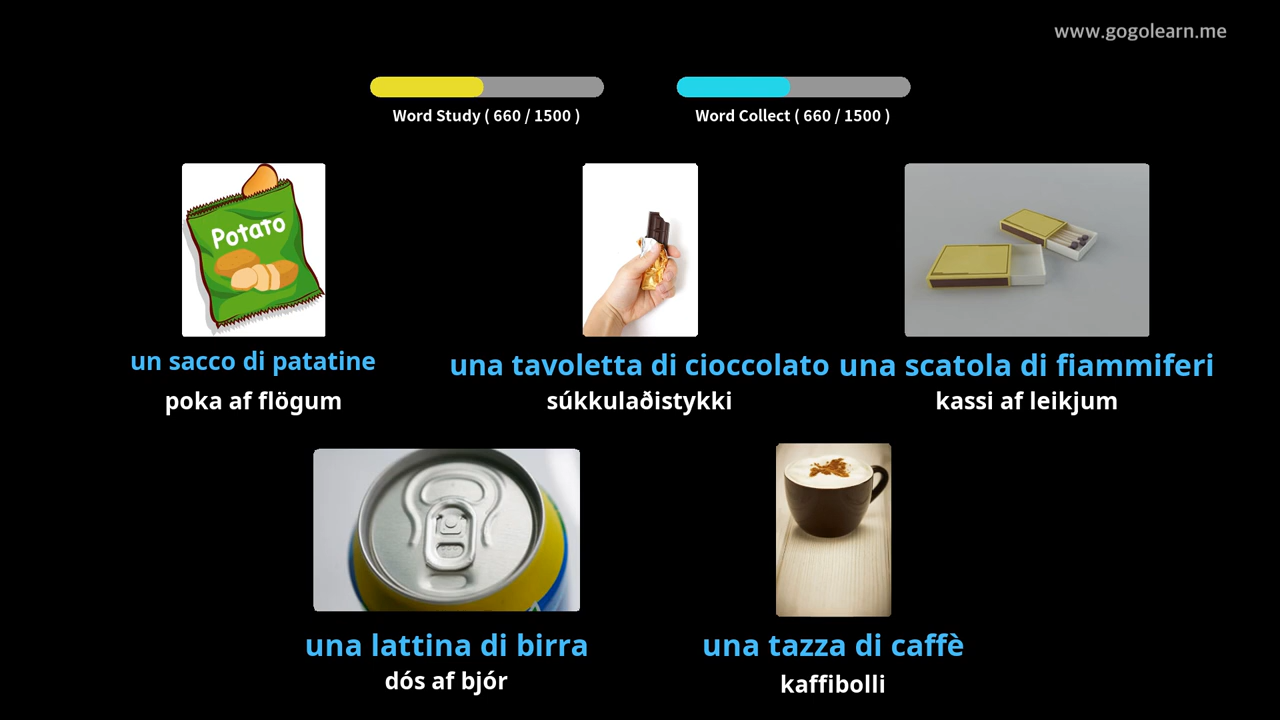 www.gogolearn.me
Word Study ( 660 / 1500 )
Word Collect ( 660 / 1500 )
Potato
un sacco di patatine
poka af flögum
una tavoletta di cioccolato
súkkulaðistykki
una scatola di fiammiferi
kassi af leikjum
una lattina di birra
dós af bjór
una tazza di caffè
kaffibolli